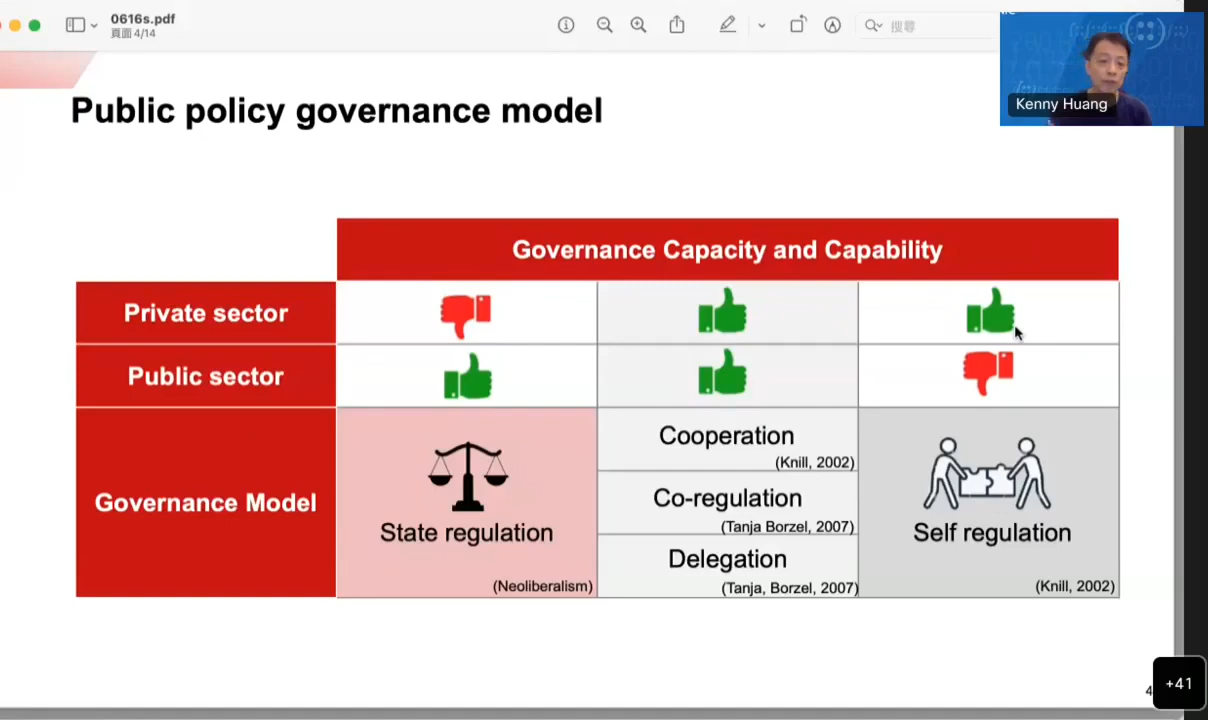 0616s.pdf
頁面 4/14
搜尋
Kenny Huang
Public policy governance model
Governance Capacity and Capability
Private sector
Public sector
Governance Model
State regulation
(Neoliberalism)
Cooperation
(Knill, 2002)
Co-regulation
(Tanja Borzel, 2007)
Delegation
(Tanja, Borzel, 2007)
Self regulation
(Knill, 2002)
4
+41